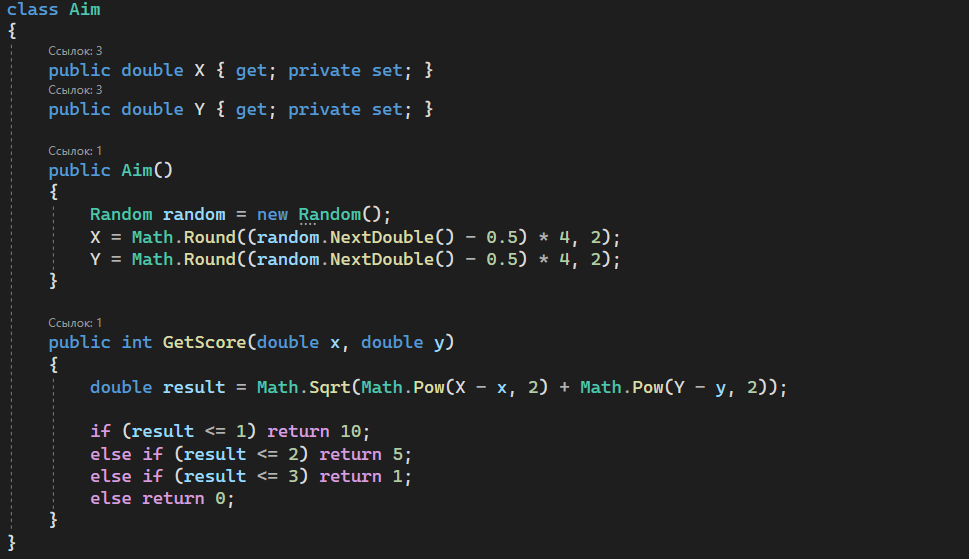 class Aim
{
Ссылок: 3
public double X { get; private set; }
Ссылок: 3
public double Y { get; private set; }
Ссылок: 1
public Aim()
{
Random random = new Random();
X = Math.Round((random.NextDouble() - 0.5) * 4, 2);
Y = Math.Round((random.NextDouble() - 0.5) * 4, 2);
}
Ссылок: 1
public int GetScore(double x, double y)
{
double result = Math.Sqrt(Math.Pow(X - x, 2) + Math.Pow(Y - y, 2));
if (result <= 1) return 10;
else if (result <= 2) return 5;
else if (result <= 3) return 1;
else return 0;
}
}